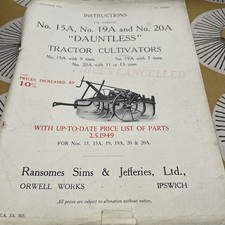 INSTRUCTIONS
No. 15A, No. 19A and No. 20A
"DAUNTLESS"
TRACTOR CULTIVATORS
No. 15A with 9 tines No. 19A with 7 tines
No. 20A with 11 or 13 tines
CANCELLED
PRICES INCREASED BY
10%
WITH UP-TO-DATE PRICE LIST OF PARTS
2.5.1949
FOR Nos. 15, 15A, 19, 19A, 20 & 20A.
Ransomes Sims & Jefferies, Ltd.,
ORWELL WORKS IPSWICH
All prices are subject to alteration without notice.